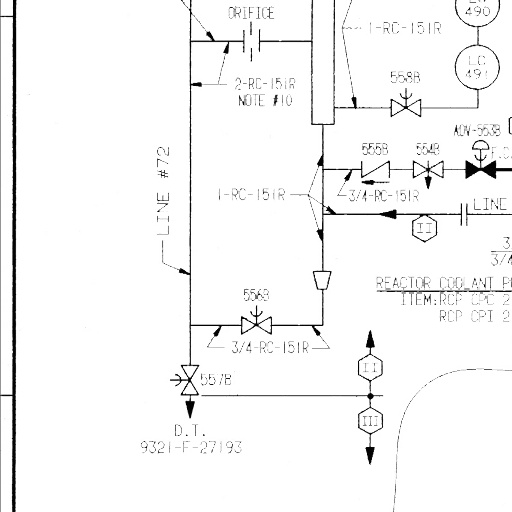 ORIFICE
490
1-RC-151R
LC
491
2-RC-151R
NOTE #10
558B
ADV-553B
555B
554B
F.C.
LINE #72
1-RC-151R
3/4-RC-151R
LINE
II
3
3/4
REACTOR COOLANT P
ITEM:RCP CPC 2
RCP CPI 2
556B
3/4-RC-151R
II
557B
III
D.T.
9321-F-27193